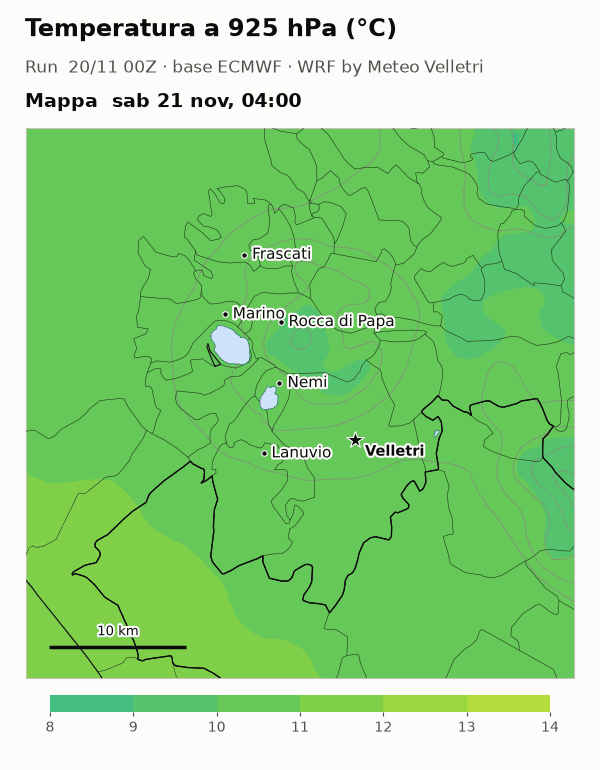 Temperatura a 925 hPa (°C)
Run  20/11 00Z · base ECMWF · WRF by Meteo Velletri
Mappa  sab 21 nov, 04:00
Frascati
Marino
Rocca di Papa
Nemi
Velletri
Lanuvio
10 km
8 9 10 11 12 13 14